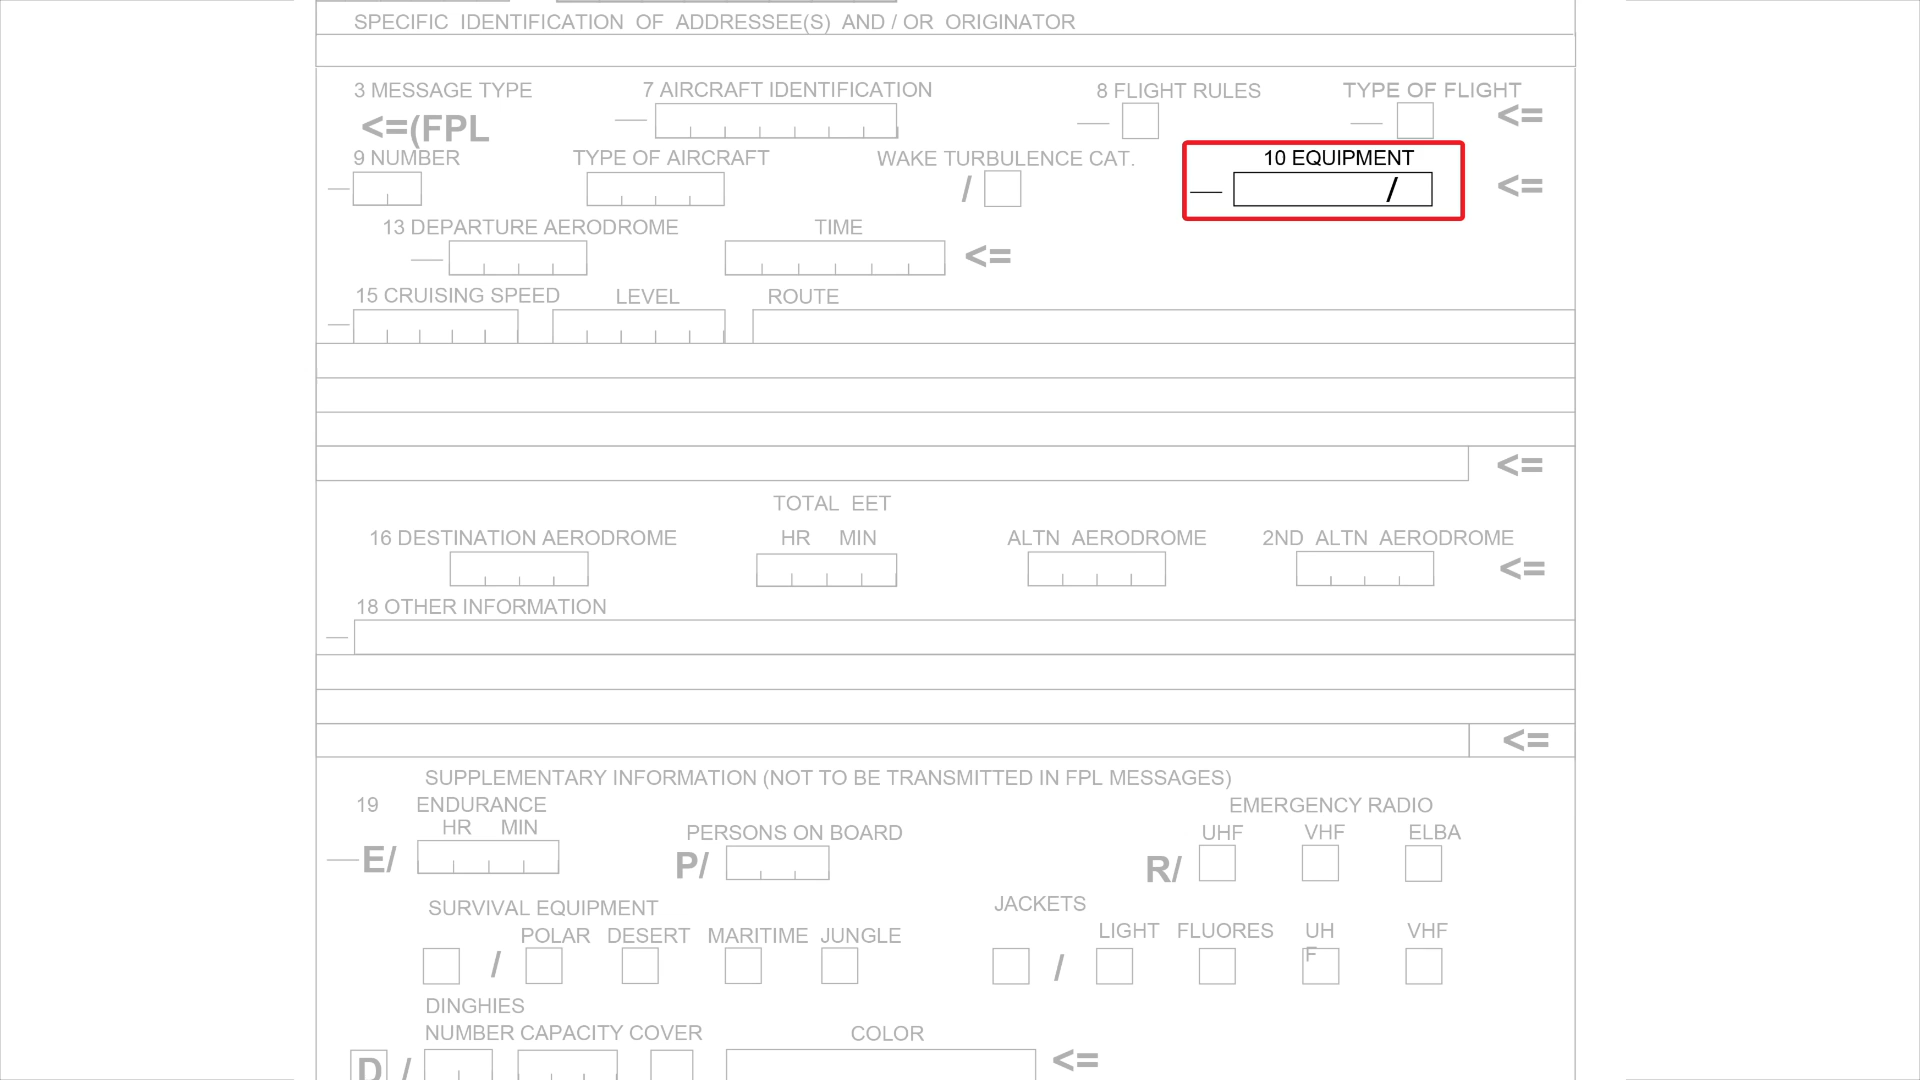 SPECIFIC IDENTIFICATION OF ADDRESSEE(S) AND / OR ORIGINATOR
3 MESSAGE TYPE 7 AIRCRAFT IDENTIFICATION 8 FLIGHT RULES TYPE OF FLIGHT
<=(FPL — — — <=
9 NUMBER TYPE OF AIRCRAFT WAKE TURBULENCE CAT. 10 EQUIPMENT
— / — / <=
13 DEPARTURE AERODROME TIME
— <=
15 CRUISING SPEED LEVEL ROUTE
—
<=
TOTAL EET
16 DESTINATION AERODROME HR MIN ALTN AERODROME 2ND ALTN AERODROME
<=
18 OTHER INFORMATION
—
<=
SUPPLEMENTARY INFORMATION (NOT TO BE TRANSMITTED IN FPL MESSAGES)
19 ENDURANCE EMERGENCY RADIO
HR MIN PERSONS ON BOARD UHF VHF ELBA
—E/ P/ R/
SURVIVAL EQUIPMENT JACKETS
POLAR DESERT MARITIME JUNGLE LIGHT FLUORES UH
F VHF
/ /
DINGHIES
NUMBER CAPACITY COVER COLOR
D / <=